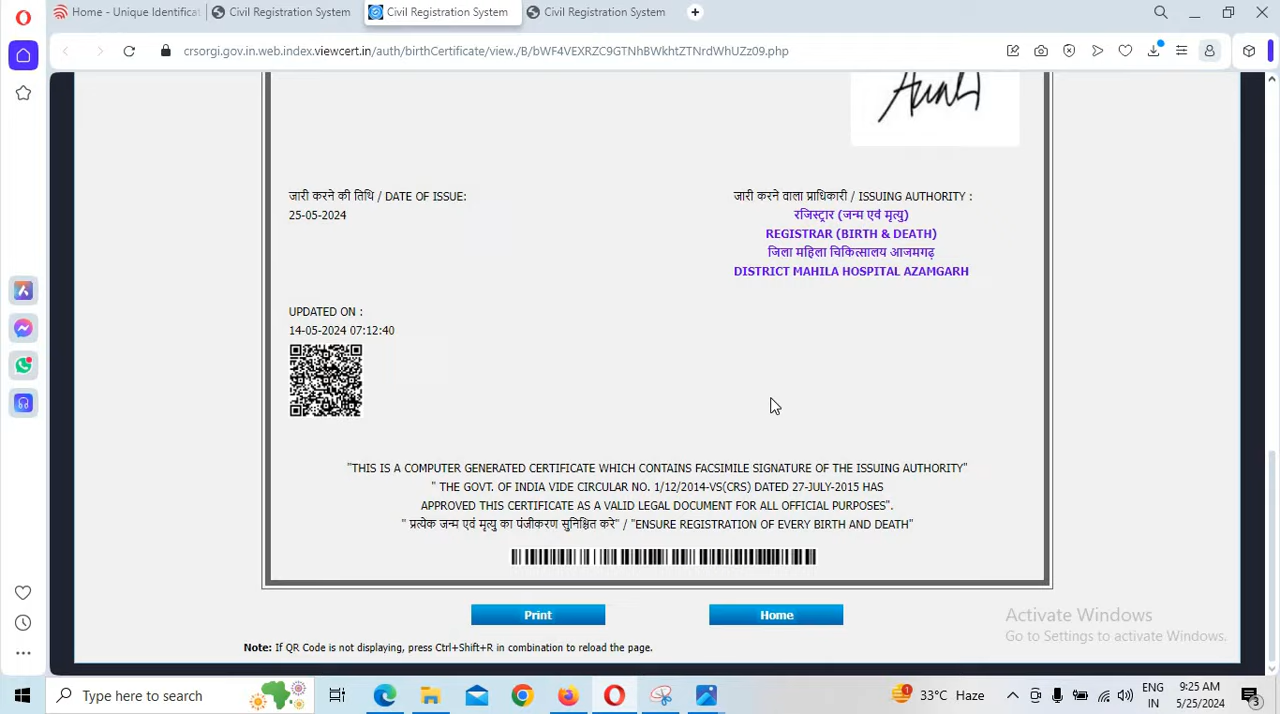 Home - Unique Identifica
Civil Registration System
Civil Registration System
Civil Registration System
crsorgi.gov.in.web.index.viewcert.in/auth/birthCertificate/view./B/bWF4VEXRZC9GTNhBWkhtZTNrdWhUZz09.php
जारी करने की तिथि / DATE OF ISSUE:
25-05-2024
जारी करने वाला प्राधिकारी / ISSUING AUTHORITY :
रजिस्ट्रार (जन्म एवं मृत्यु)
REGISTRAR (BIRTH & DEATH)
जिला महिला चिकित्सालय आजमगढ़
DISTRICT MAHILA HOSPITAL AZAMGARH
UPDATED ON :
14-05-2024 07:12:40
"THIS IS A COMPUTER GENERATED CERTIFICATE WHICH CONTAINS FACSIMILE SIGNATURE OF THE ISSUING AUTHORITY"
" THE GOVT. OF INDIA VIDE CIRCULAR NO. 1/12/2014-VS(CRS) DATED 27-JULY-2015 HAS
APPROVED THIS CERTIFICATE AS A VALID LEGAL DOCUMENT FOR ALL OFFICIAL PURPOSES".
" प्रत्येक जन्म एवं मृत्यु का पंजीकरण सुनिश्चित करे" / "ENSURE REGISTRATION OF EVERY BIRTH AND DEATH"
Print
Home
Note: If QR Code is not displaying, press Ctrl+Shift+R in combination to reload the page.
Activate Windows
Go to Settings to activate Windows.
Type here to search
1
33°C Haze
ENG
IN
9:25 AM
5/25/2024
3